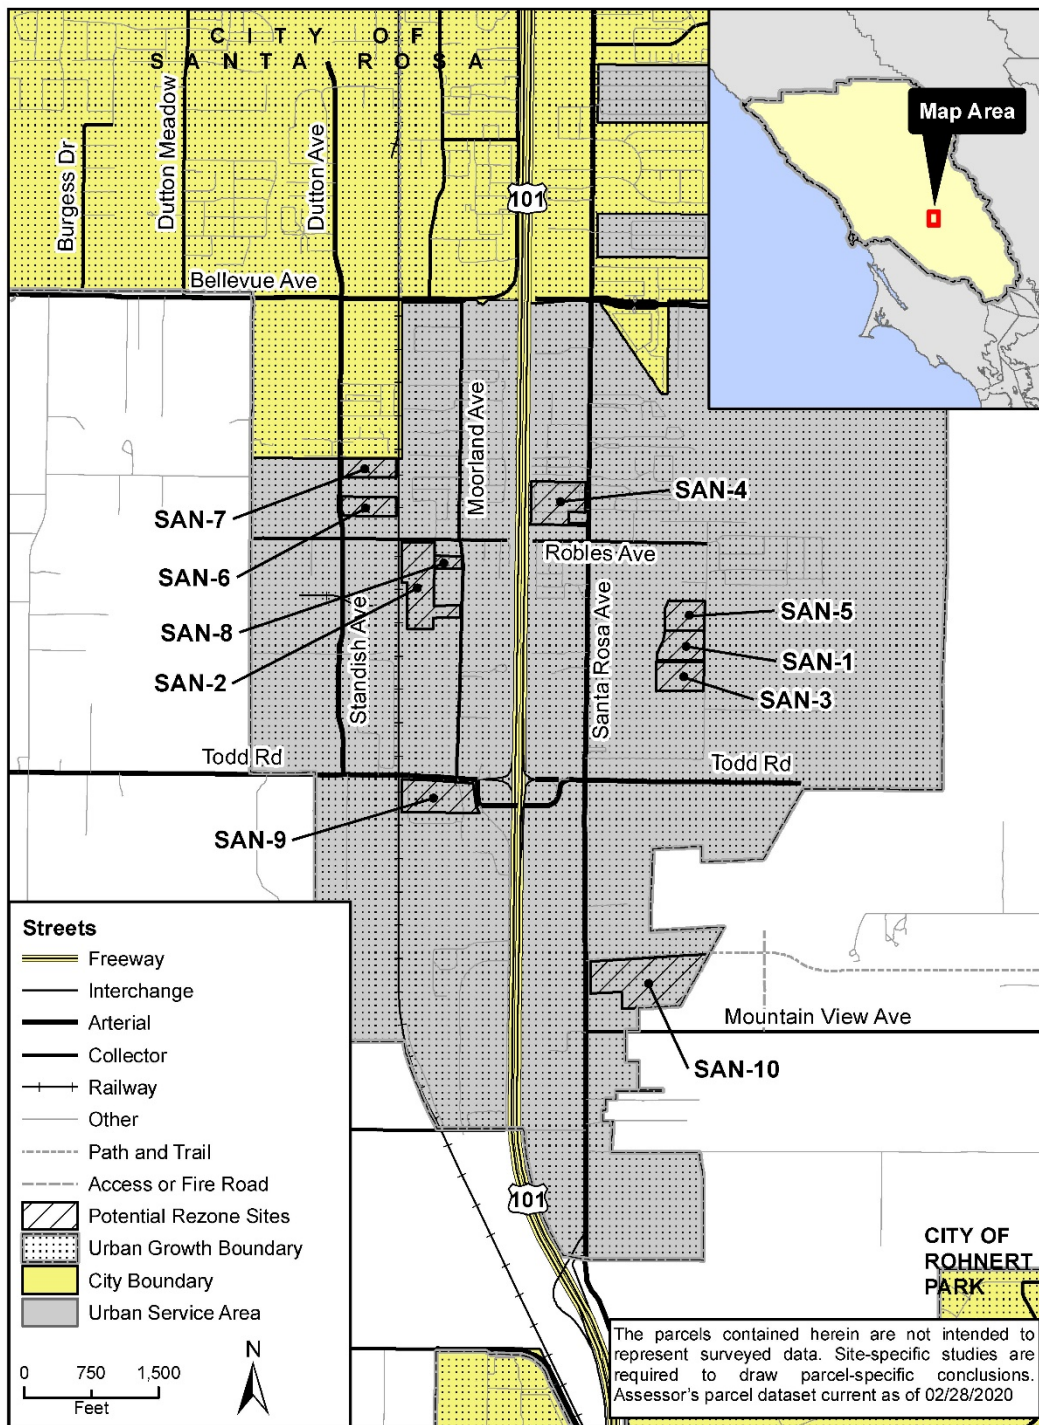 CITY OF
SANTA ROSA
Map Area
Burgess Dr
Dutton Meadow
Dutton Ave
101
Bellevue Ave
Moorland Ave
SAN-7
SAN-4
SAN-6
Robles Ave
SAN-8
SAN-5
SAN-2
Standish Ave
Santa Rosa Ave
SAN-1
SAN-3
Todd Rd
Todd Rd
SAN-9
Mountain View Ave
SAN-10
101
CITY OF
ROHNERT
PARK
Streets
Freeway
Interchange
Arterial
Collector
Railway
Other
Path and Trail
Access or Fire Road
Potential Rezone Sites
Urban Growth Boundary
City Boundary
Urban Service Area
0 750 1,500
Feet
N
The parcels contained herein are not intended to
represent surveyed data. Site-specific studies are
required to draw parcel-specific conclusions.
Assessor's parcel dataset current as of 02/28/2020